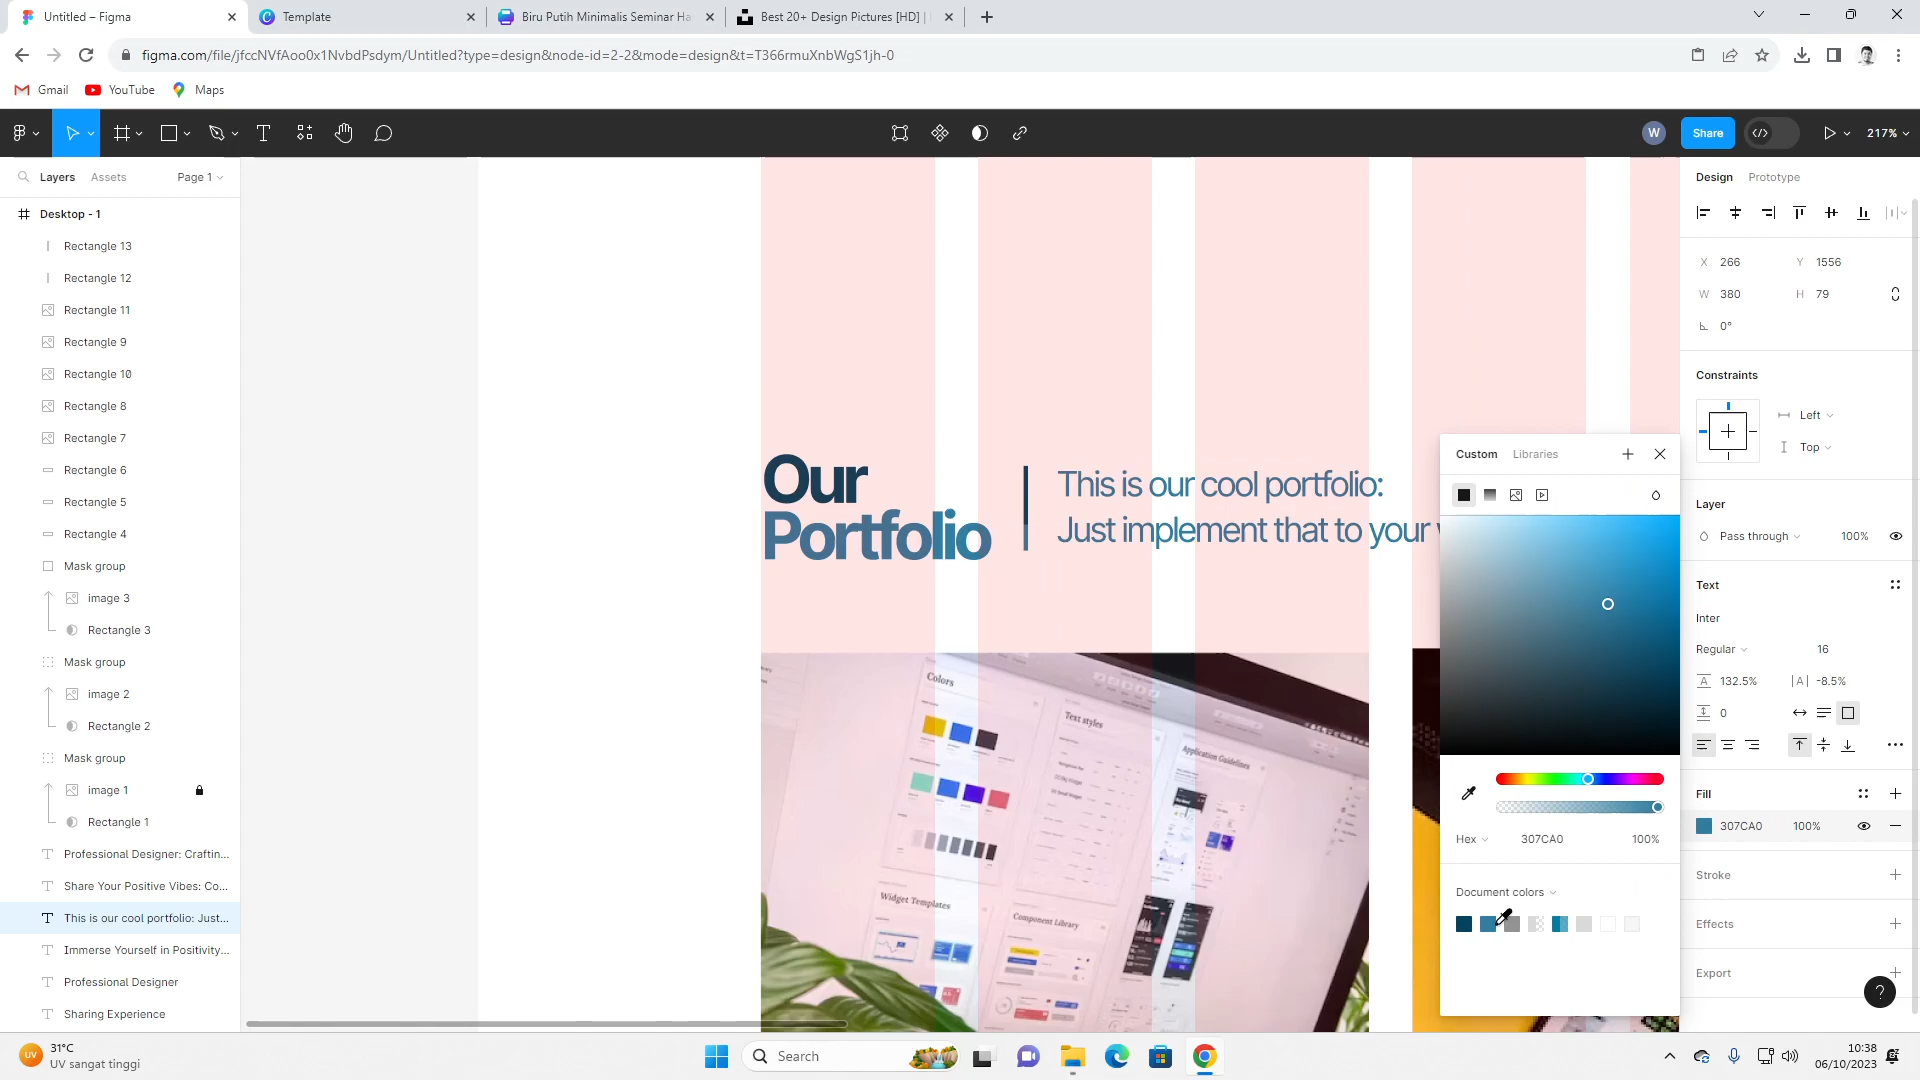 Untitled – Figma
Template
Biru Putih Minimalis Seminar Ha
Best 20+ Design Pictures [HD] |
figma.com/file/jfccNVfAoo0x1NvbdPsdym/Untitled?type=design&node-id=2-2&mode=design&t=T366rmuXnbWgS1jh-0
Gmail
YouTube
Maps
W
Share
217%
Layers
Assets
Page 1
Desktop - 1
Rectangle 13
Rectangle 12
Rectangle 11
Rectangle 9
Rectangle 10
Rectangle 8
Rectangle 7
Rectangle 6
Rectangle 5
Rectangle 4
Mask group
image 3
Rectangle 3
Mask group
image 2
Rectangle 2
Mask group
image 1
Rectangle 1
Professional Designer: Craftin...
Share Your Positive Vibes: Co...
This is our cool portfolio: Just...
Immerse Yourself in Positivity...
Professional Designer
Sharing Experience
Our
Portfolio
This is our cool portfolio:
Just implement that to your
Colors
Text styles
Application Guidelines
Widget Templates
Component Library
Custom
Libraries
Hex
307CA0
100%
Document colors
Design
Prototype
X 266
Y 1556
W 380
H 79
0°
Constraints
Left
Top
Layer
Pass through
100%
Text
Inter
Regular
16
132.5%
-8.5%
0
Fill
307CA0
100%
Stroke
Effects
Export
?
UV
31°C
UV sangat tinggi
Search
10:38
06/10/2023